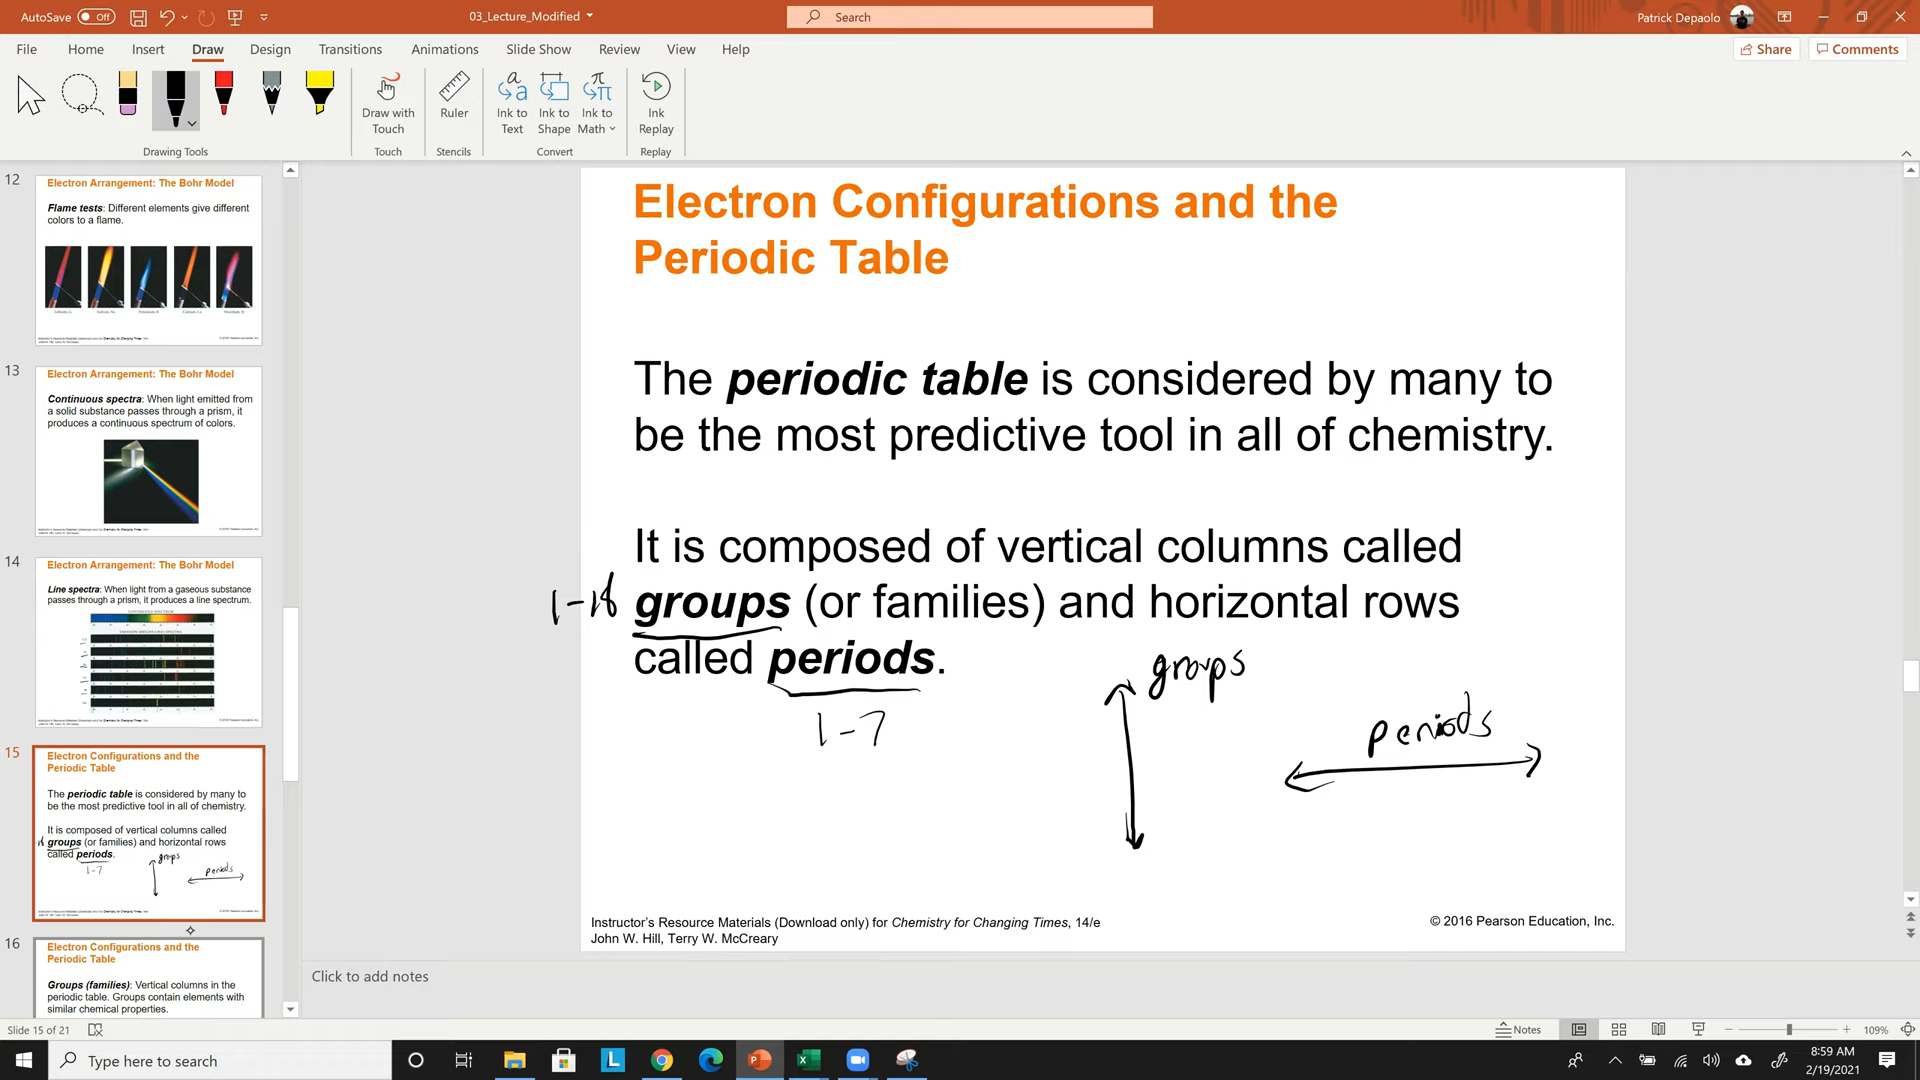 AutoSave Off
03_Lecture_Modified
Search
Patrick Depaolo
File Home Insert Draw Design Transitions Animations Slide Show Review View Help
Share Comments
Draw with Touch
Ruler
Ink to Text
Ink to Shape
Ink to Math
Ink Replay
Drawing Tools Touch Stencils Convert Replay
12
Electron Arrangement: The Bohr Model
Flame tests: Different elements give different
colors to a flame.
13
Electron Arrangement: The Bohr Model
Continuous spectra: When light emitted from
a solid substance passes through a prism, it
produces a continuous spectrum of colors.
14
Electron Arrangement: The Bohr Model
Line spectra: When light from a gaseous substance
passes through a prism, it produces a line spectrum.
15
Electron Configurations and the
Periodic Table
The periodic table is considered by many to
be the most predictive tool in all of chemistry.
It is composed of vertical columns called
groups (or families) and horizontal rows
called periods.
groups
1-7
periods
16
Electron Configurations and the
Periodic Table
Groups (families): Vertical columns in the
periodic table. Groups contain elements with
similar chemical properties.
Electron Configurations and the
Periodic Table
The periodic table is considered by many to
be the most predictive tool in all of chemistry.
It is composed of vertical columns called
1-18 groups (or families) and horizontal rows
called periods.
groups
1-7
periods
Instructor's Resource Materials (Download only) for Chemistry for Changing Times, 14/e
John W. Hill, Terry W. McCreary
© 2016 Pearson Education, Inc.
Click to add notes
Slide 15 of 21
Notes
109%
Type here to search
8:59 AM
2/19/2021